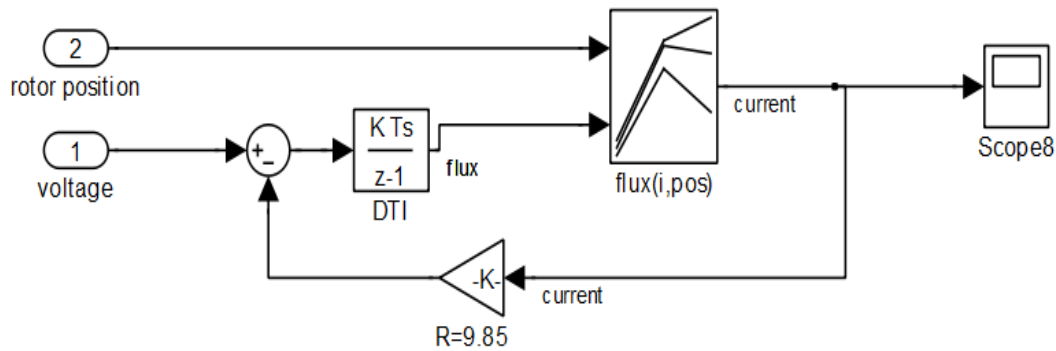 2
rotor position
1
voltage
+
−
K Ts
z-1
DTI
flux
flux(i,pos)
current
Scope8
-K-
current
R=9.85